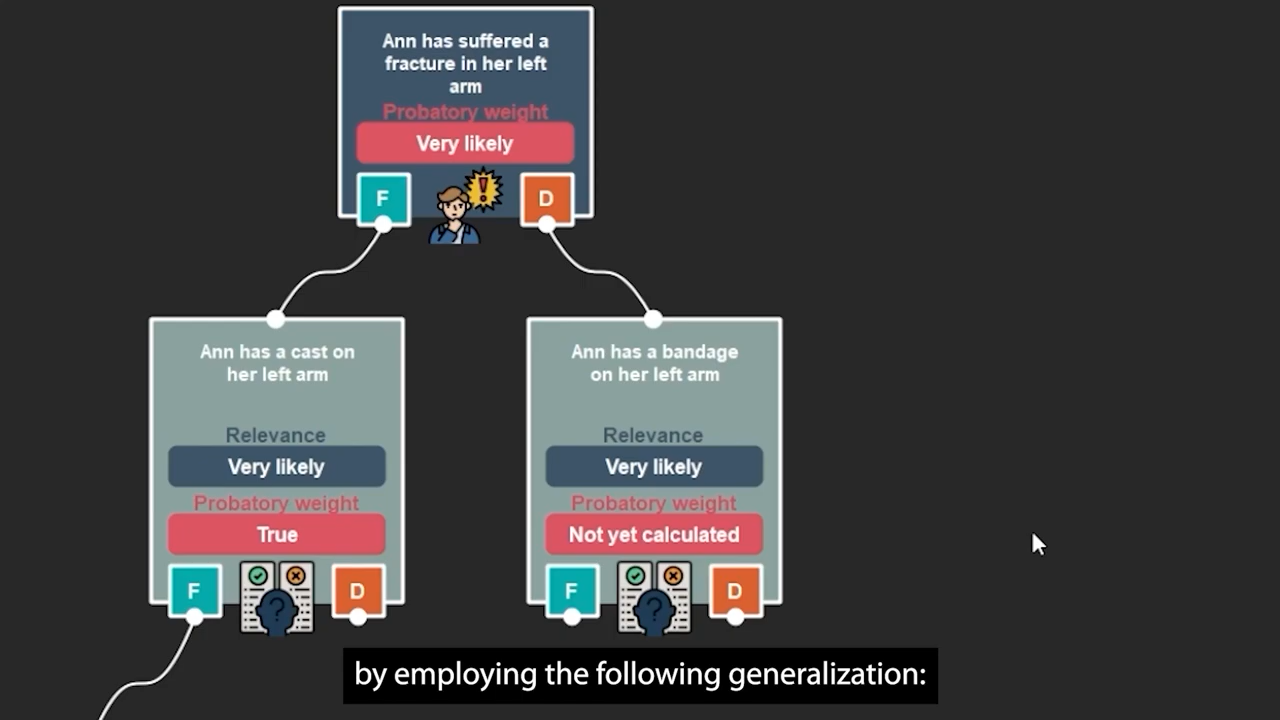 Ann has suffered a
fracture in her left
arm
Probatory weight
Very likely
F
D
Ann has a cast on
her left arm
Relevance
Very likely
Probatory weight
True
F
?
D
Ann has a bandage
on her left arm
Relevance
Very likely
Probatory weight
Not yet calculated
F
?
D
by employing the following generalization: